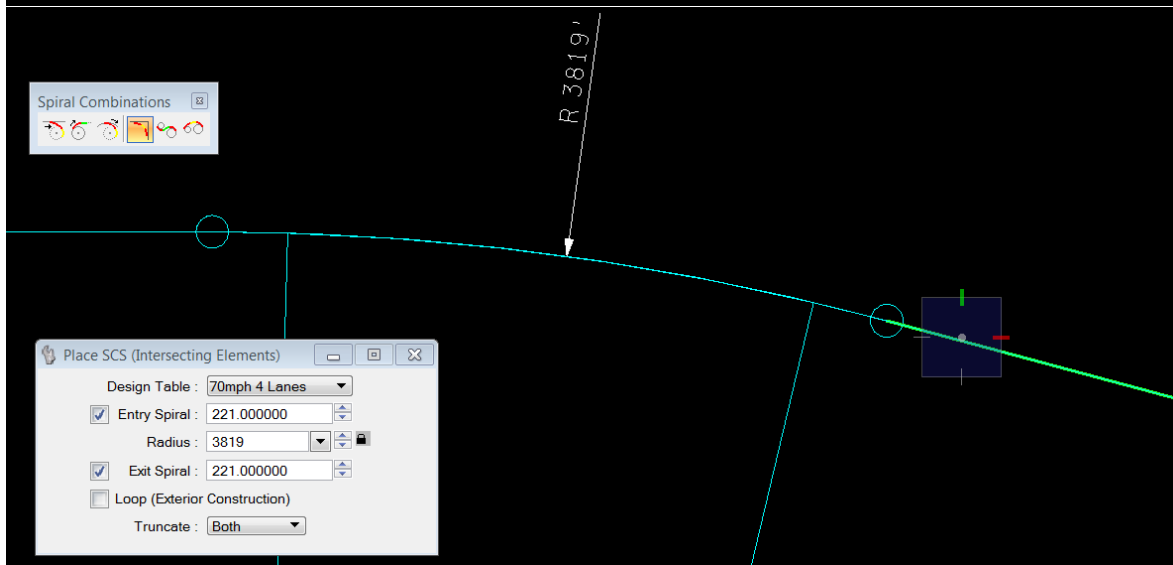 R 3819'
Spiral Combinations
Place SCS (Intersecting Elements)
Design Table : 70mph 4 Lanes
Entry Spiral : 221.000000
Radius : 3819
Exit Spiral : 221.000000
Loop (Exterior Construction)
Truncate : Both